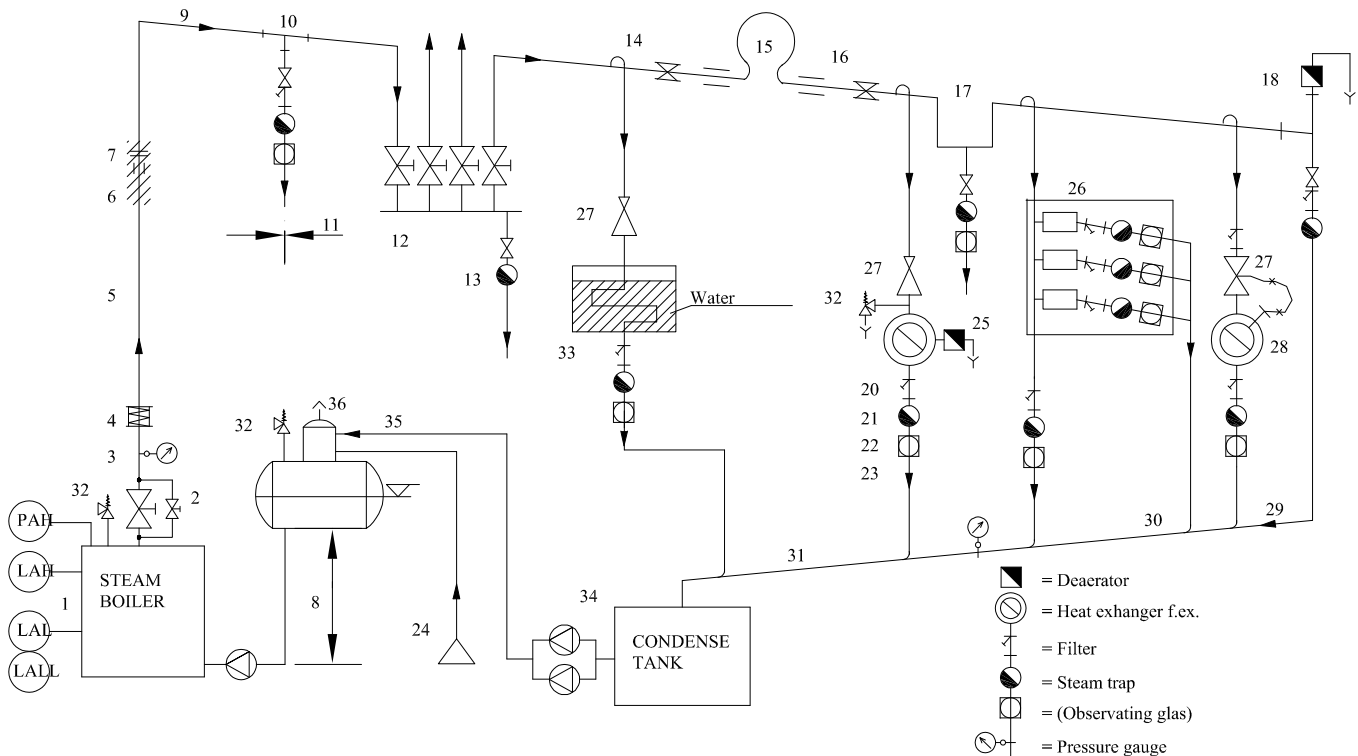 9
10
14
15
16
17
18
7
6
11
12
13
5
27
Water
26
27
32
25
27
28
33
20
21
22
23
4
3
32
36
35
32
2
PAH
LAH
1
LAL
LALL
STEAM
BOILER
8
24
34
CONDENSE
TANK
31
30
29
= Deaerator
= Heat exhanger f.ex.
= Filter
= Steam trap
= (Observating glas)
= Pressure gauge